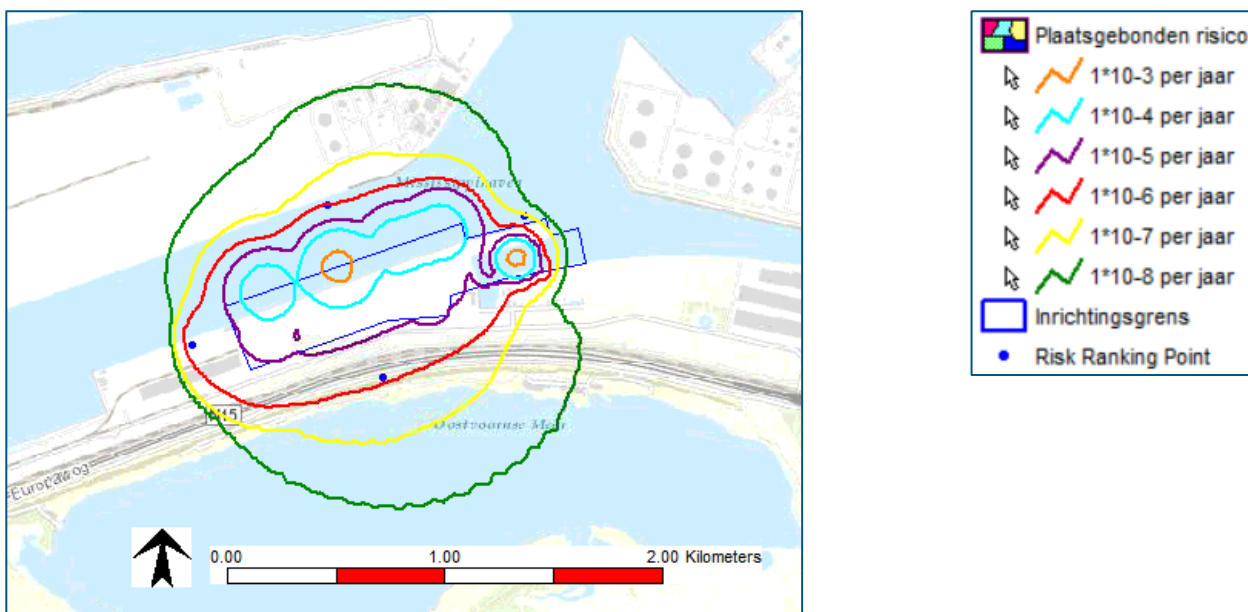 Mississippihaven
Oostvoornse Meer
N15
Europaweg
0.00 1.00 2.00 Kilometers
Plaatsgebonden risico
1*10-3 per jaar
1*10-4 per jaar
1*10-5 per jaar
1*10-6 per jaar
1*10-7 per jaar
1*10-8 per jaar
Inrichtingsgrens
Risk Ranking Point